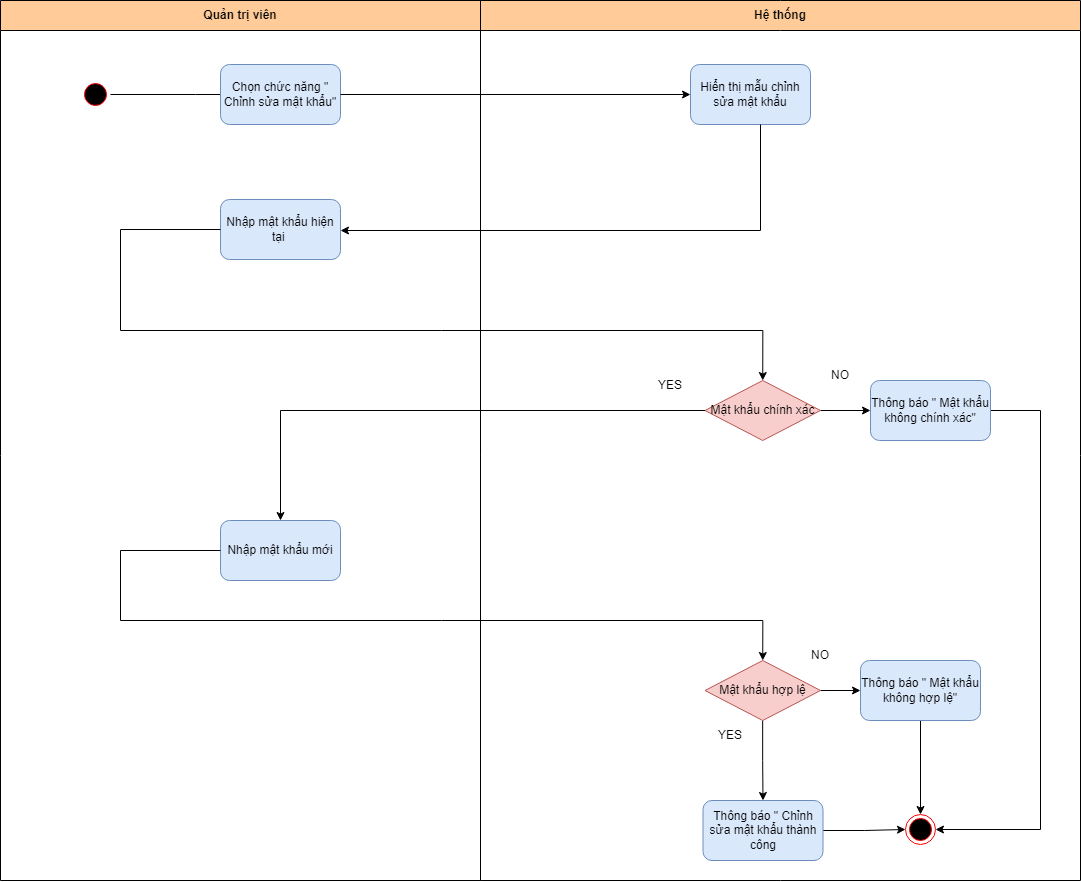 Quản trị viên
Hệ thống
Chọn chức năng "
Chỉnh sửa mật khẩu"
Hiển thị mẫu chỉnh
sửa mật khẩu
Nhập mật khẩu hiện
tại
YES
Mật khẩu chính xác
NO
Thông báo " Mật khẩu
không chính xác"
Nhập mật khẩu mới
NO
Mật khẩu hợp lệ
Thông báo " Mật khẩu
không hợp lệ"
YES
Thông báo " Chỉnh
sửa mật khẩu thành
công